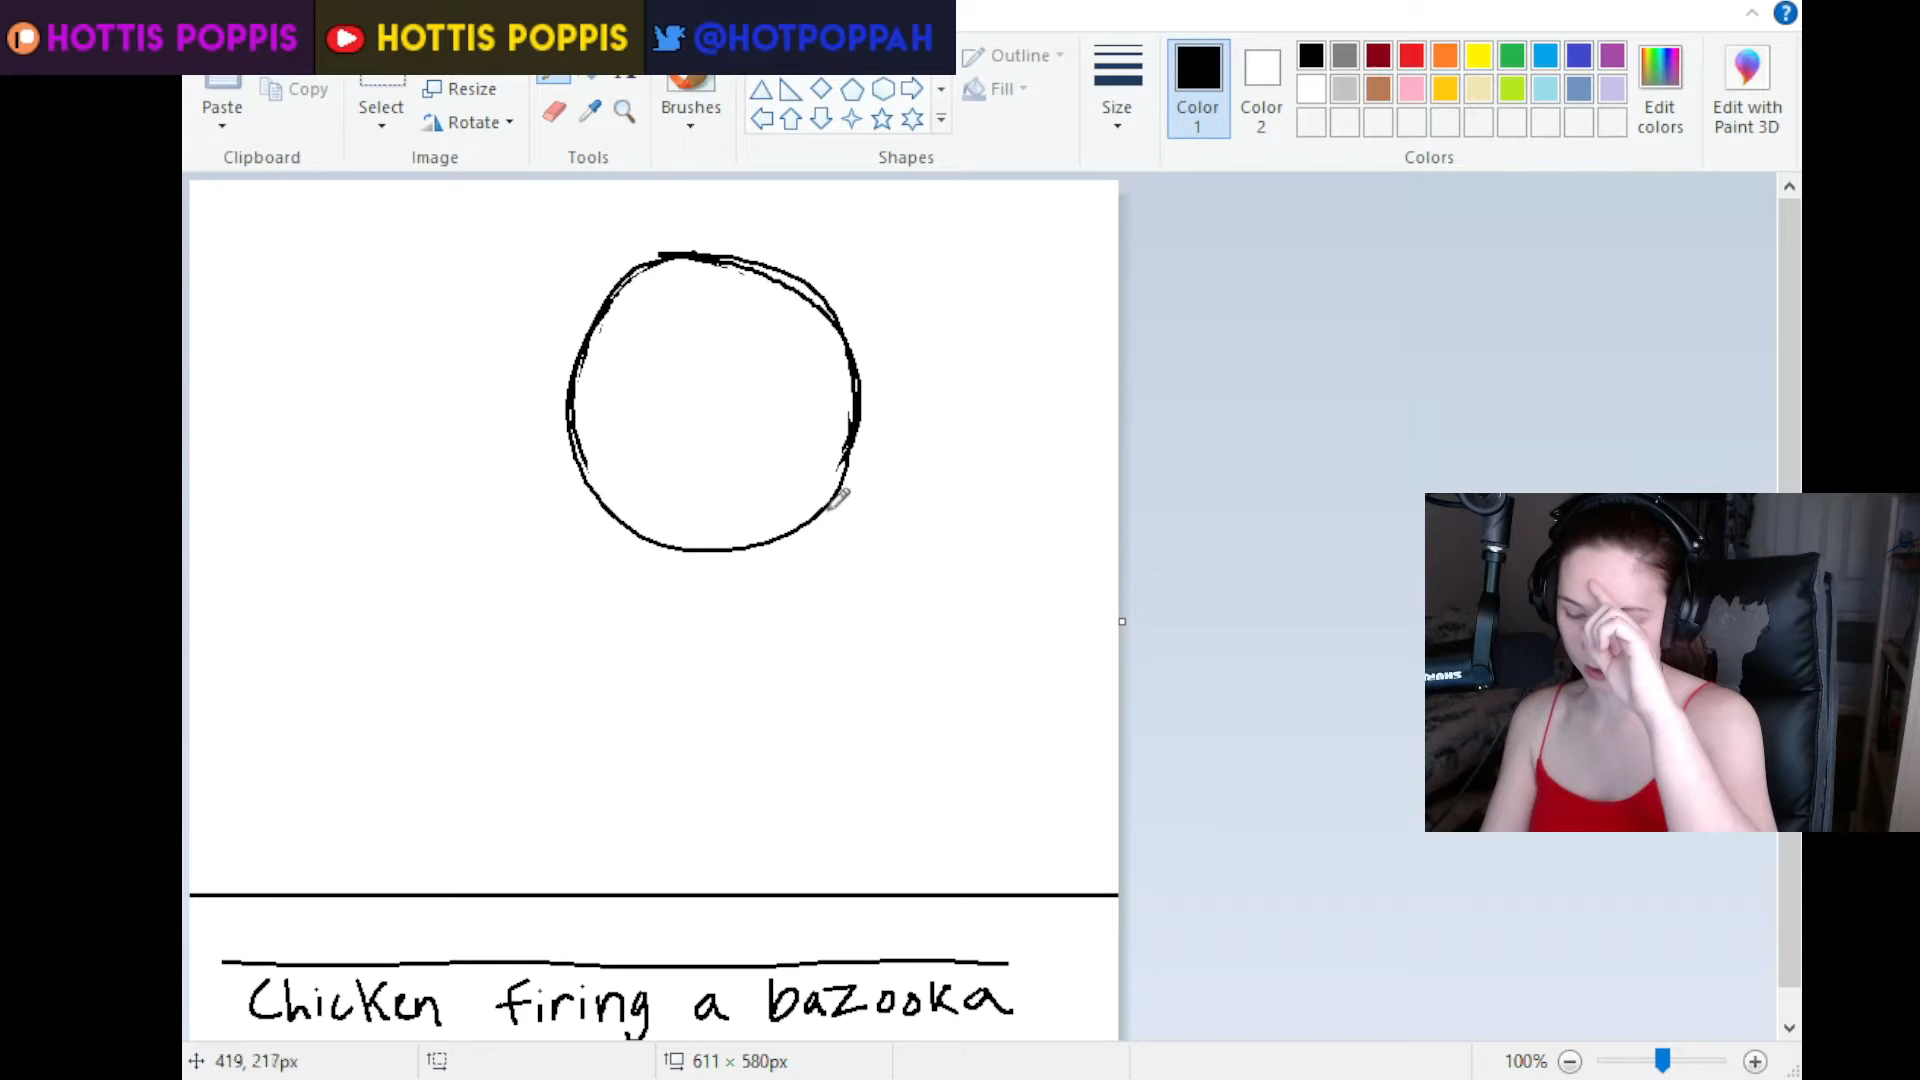 HOTTIS POPPIS HOTTIS POPPIS @HOTPOPPAH
Outline
Fill
Paste
Copy
Select
Resize
Rotate
Brushes
Size
Color 1
Color 2
Edit colors
Edit with Paint 3D
Clipboard
Image
Tools
Shapes
Colors
Chicken firing a bazooka
419, 217px
611 × 580px
100%